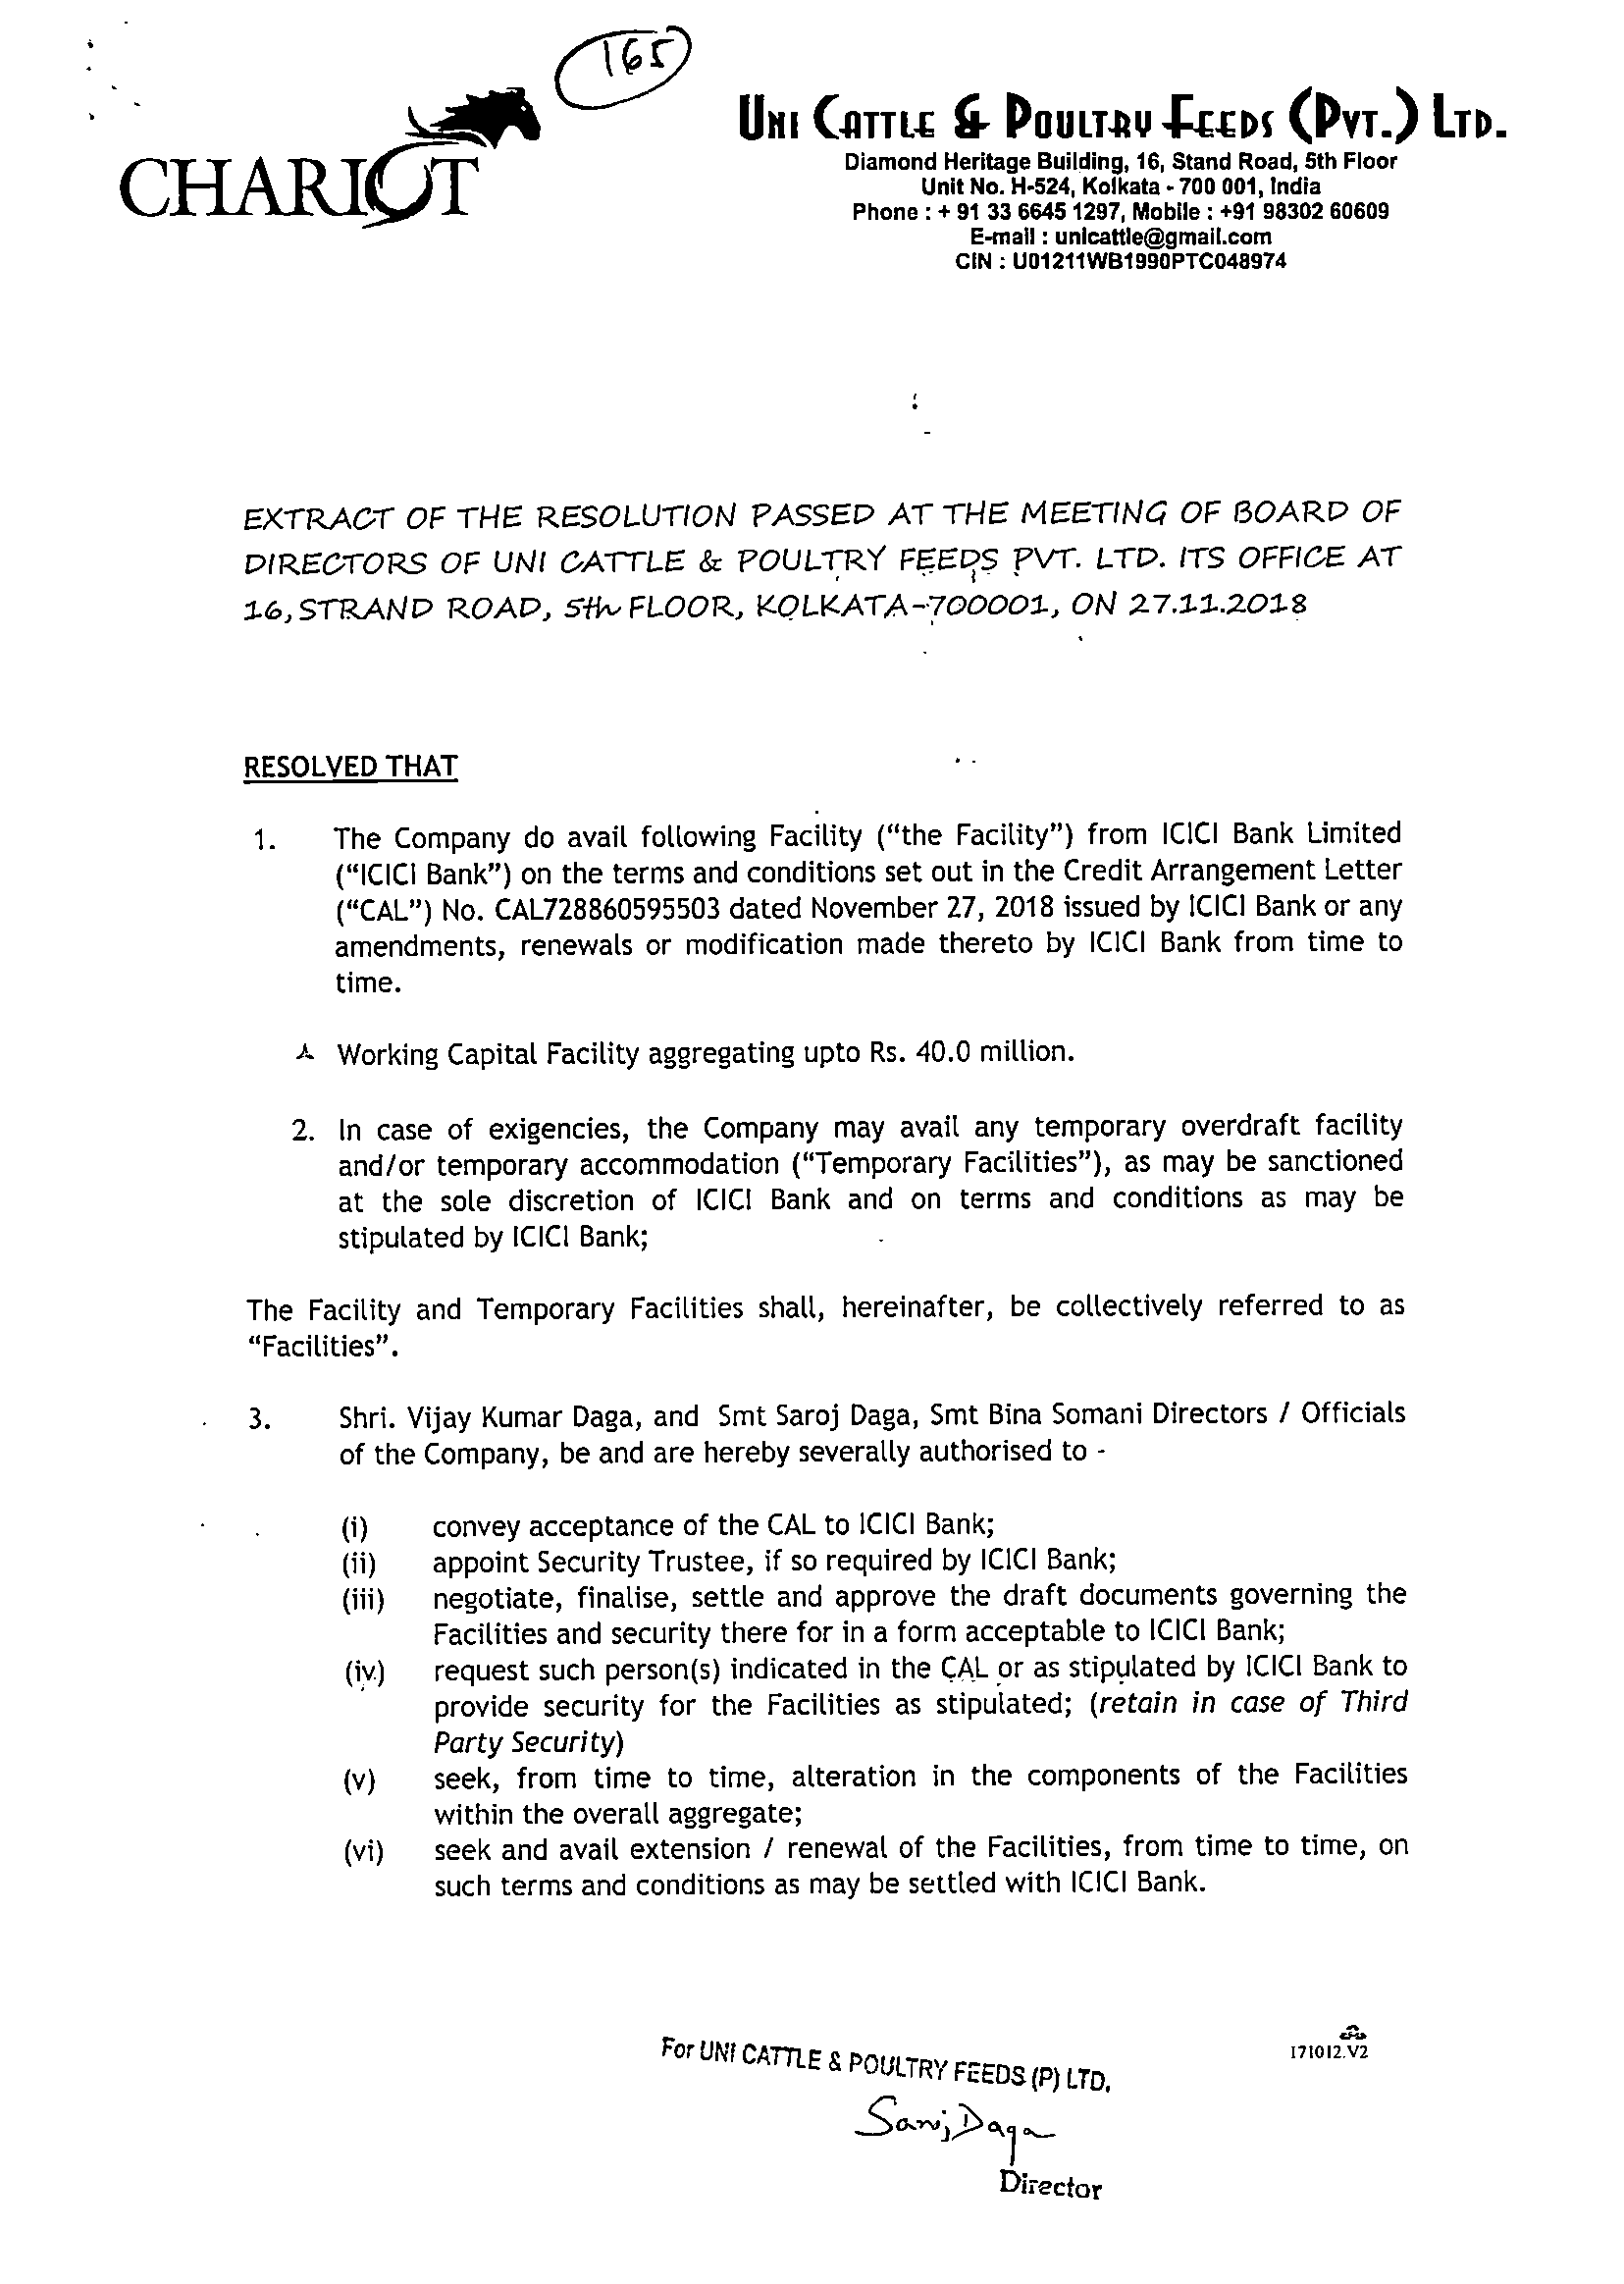 165
CHARIOT
UNI CATTLE & POULTRY FEEDS (PVT.) LTD.
Diamond Heritage Building, 16, Stand Road, 5th Floor
Unit No. H-524, Kolkata - 700 001, India
Phone : + 91 33 6645 1297, Mobile : +91 98302 60609
E-mail : unicattle@gmail.com
CIN : U01211WB1990PTC048974
EXTRACT OF THE RESOLUTION PASSED AT THE MEETING OF BOARD OF
DIRECTORS OF UNI CATTLE & POULTRY FEEDS PVT. LTD. ITS OFFICE AT
16, STRAND ROAD, 5th FLOOR, KOLKATA-700001, ON 27.11.2018
RESOLVED THAT
1. The Company do avail following Facility (“the Facility”) from ICICI Bank Limited
(“ICICI Bank”) on the terms and conditions set out in the Credit Arrangement Letter
(“CAL”) No. CAL728860595503 dated November 27, 2018 issued by ICICI Bank or any
amendments, renewals or modification made thereto by ICICI Bank from time to
time.
Working Capital Facility aggregating upto Rs. 40.0 million.
2. In case of exigencies, the Company may avail any temporary overdraft facility
and/or temporary accommodation (“Temporary Facilities”), as may be sanctioned
at the sole discretion of ICICI Bank and on terms and conditions as may be
stipulated by ICICI Bank;
The Facility and Temporary Facilities shall, hereinafter, be collectively referred to as
“Facilities”.
3. Shri. Vijay Kumar Daga, and Smt Saroj Daga, Smt Bina Somani Directors / Officials
of the Company, be and are hereby severally authorised to -
(i) convey acceptance of the CAL to ICICI Bank;
(ii) appoint Security Trustee, if so required by ICICI Bank;
(iii) negotiate, finalise, settle and approve the draft documents governing the
Facilities and security there for in a form acceptable to ICICI Bank;
(iv) request such person(s) indicated in the CAL or as stipulated by ICICI Bank to
provide security for the Facilities as stipulated; (retain in case of Third
Party Security)
(v) seek, from time to time, alteration in the components of the Facilities
within the overall aggregate;
(vi) seek and avail extension / renewal of the Facilities, from time to time, on
such terms and conditions as may be settled with ICICI Bank.
171012.V2
For UNI CATTLE & POULTRY FEEDS (P) LTD.
Saroj Daga
Director